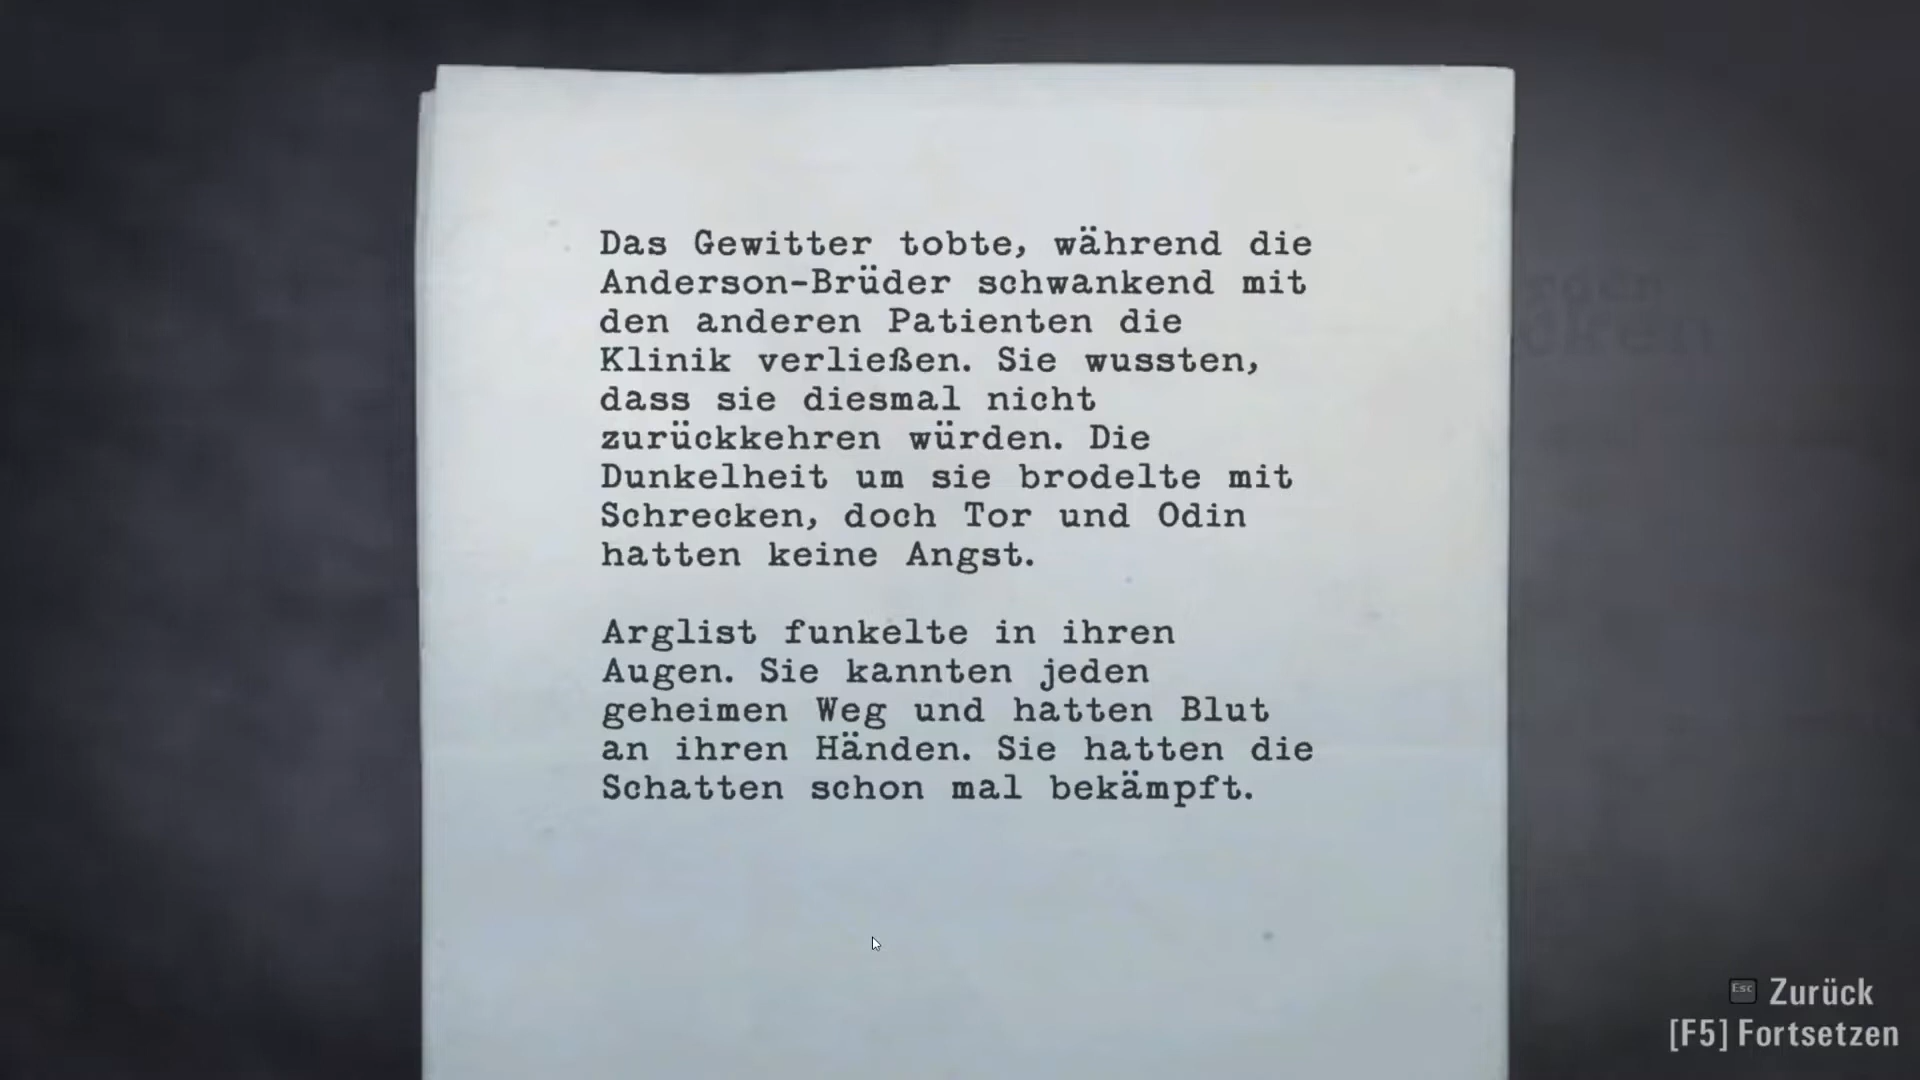 Das Gewitter tobte, während die
Anderson-Brüder schwankend mit
den anderen Patienten die
Klinik verließen. Sie wussten,
dass sie diesmal nicht
zurückkehren würden. Die
Dunkelheit um sie brodelte mit
Schrecken, doch Tor und Odin
hatten keine Angst.
Arglist funkelte in ihren
Augen. Sie kannten jeden
geheimen Weg und hatten Blut
an ihren Händen. Sie hatten die
Schatten schon mal bekämpft.
Esc Zurück
[F5] Fortsetzen